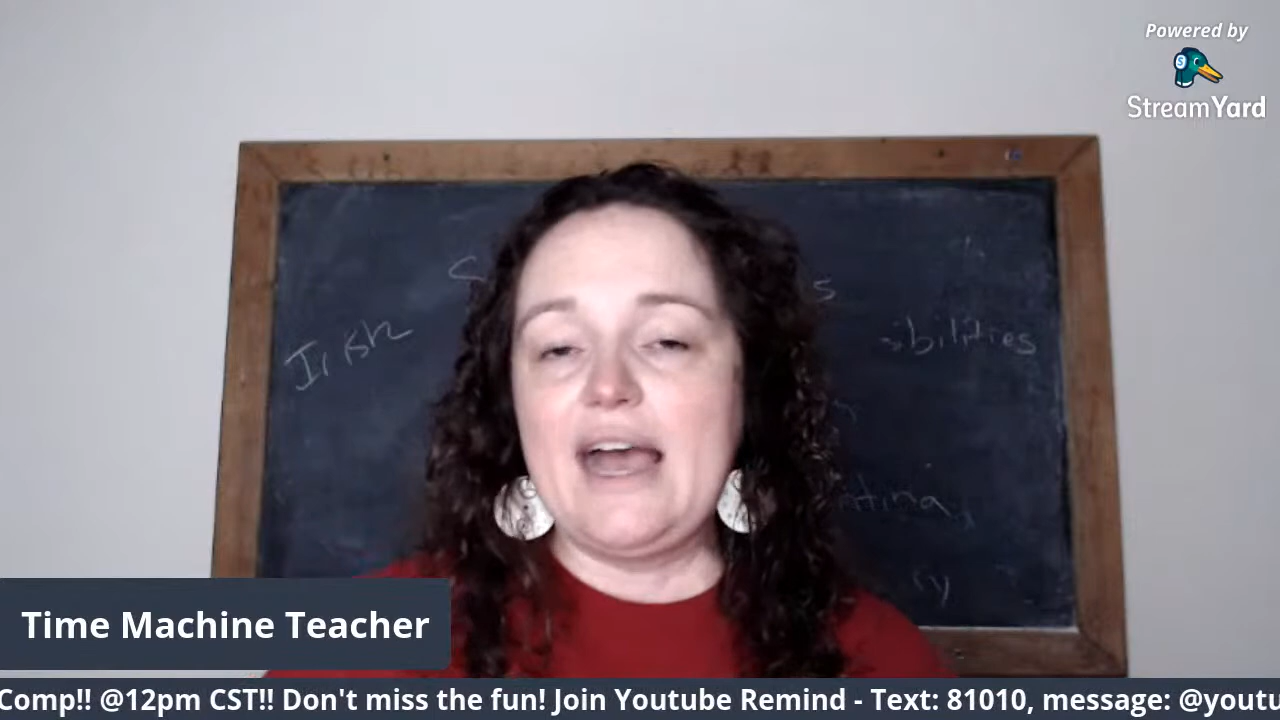 Powered by
StreamYard
Irish
Time Machine Teacher
Comp!! @12pm CST!! Don't miss the fun! Join Youtube Remind - Text: 81010, message: @youtu